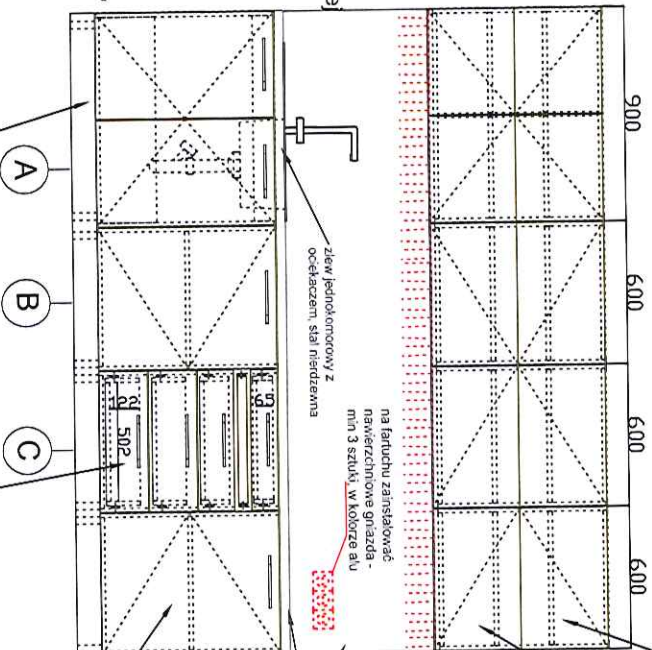 900
600
600
600
zlew jednokomorowy z
ociekaczem, stal nierdzewna
na fartuchu zainstalować
nawierzchniowe gniazda -
min 3 sztuki, w kolorze alu
65
122
502
A
B
C